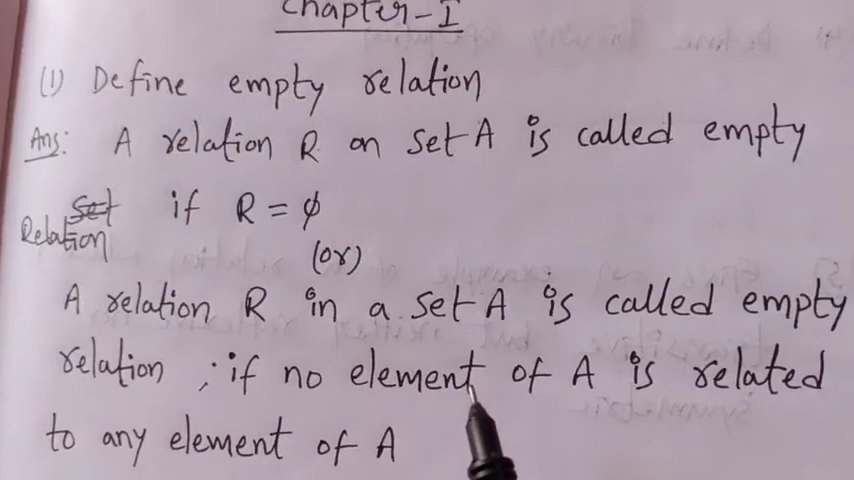 Chapter-I
(1) Define empty relation
Ans: A relation R on set A is called empty
Set if R = φ
Relation
(or)
A relation R in a set A is called empty
relation ; if no element of A is related
to any element of A